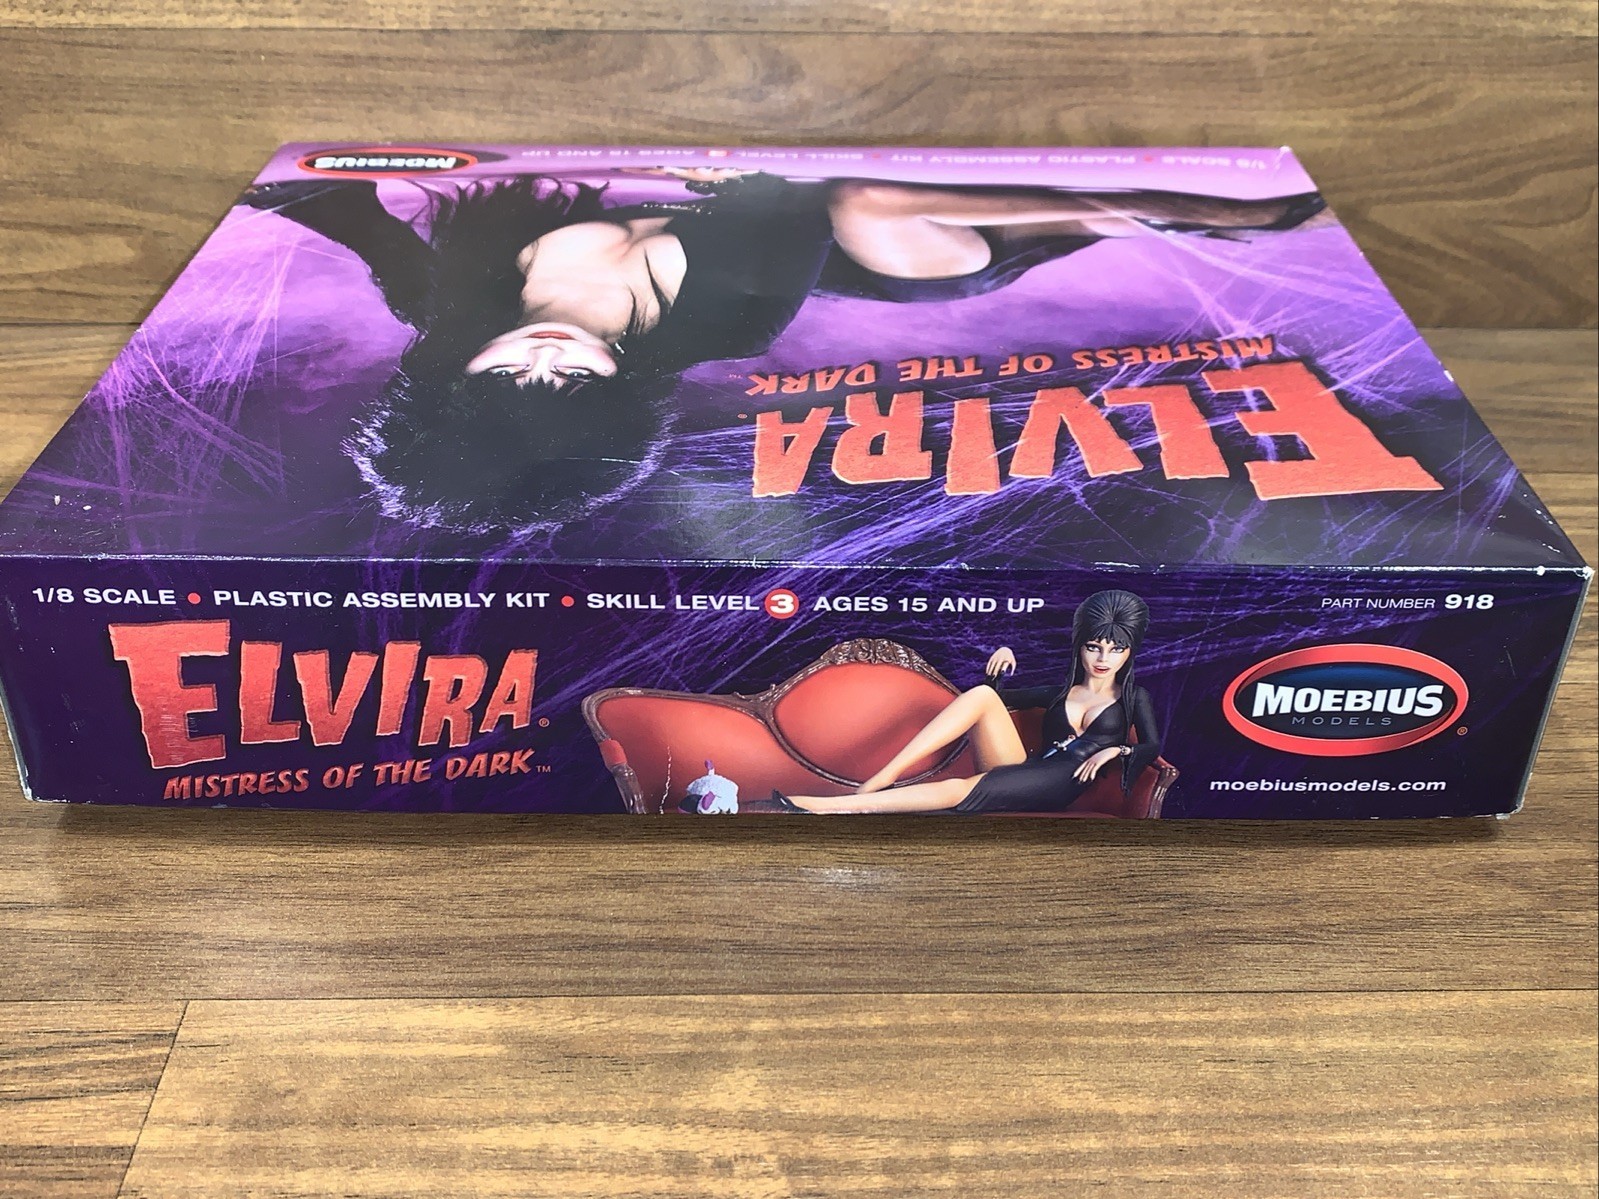 MOEBIUS
1/8 SCALE • PLASTIC ASSEMBLY KIT • SKILL LEVEL 3 AGES 15 AND UP
ELVIRA®
MISTRESS OF THE DARK™
1/8 SCALE • PLASTIC ASSEMBLY KIT • SKILL LEVEL 3 AGES 15 AND UP
PART NUMBER 918
ELVIRA®
MISTRESS OF THE DARK™
MOEBIUS
MODELS®
moebiusmodels.com